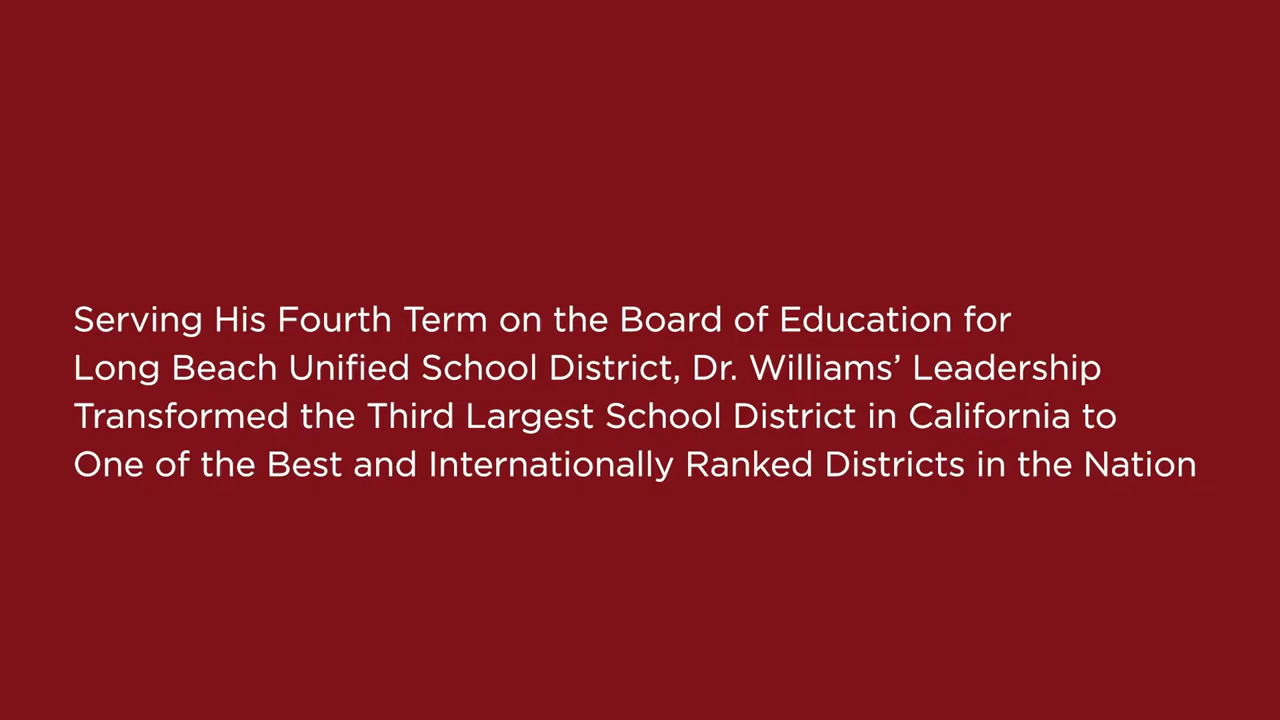 Serving His Fourth Term on the Board of Education for
Long Beach Unified School District, Dr. Williams’ Leadership
Transformed the Third Largest School District in California to
One of the Best and Internationally Ranked Districts in the Nation